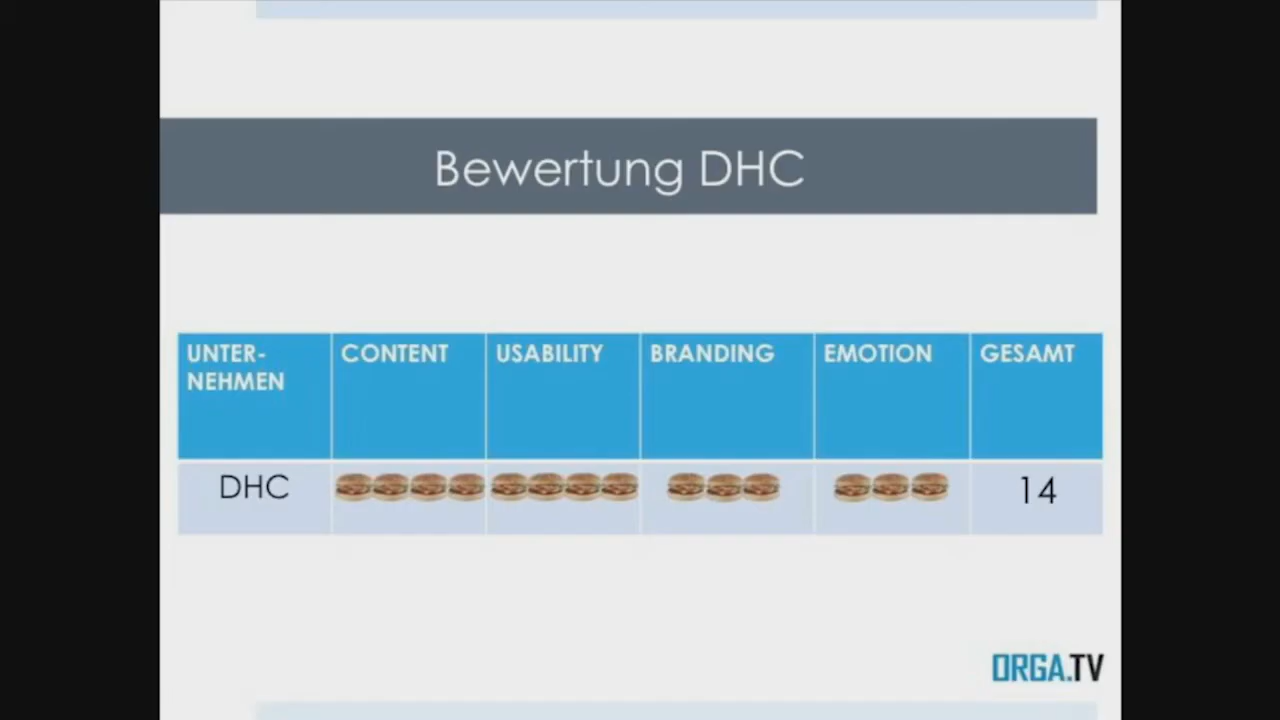 Bewertung DHC
UNTER- CONTENT USABILITY BRANDING EMOTION GESAMT
NEHMEN
DHC 14
ORGA.TV